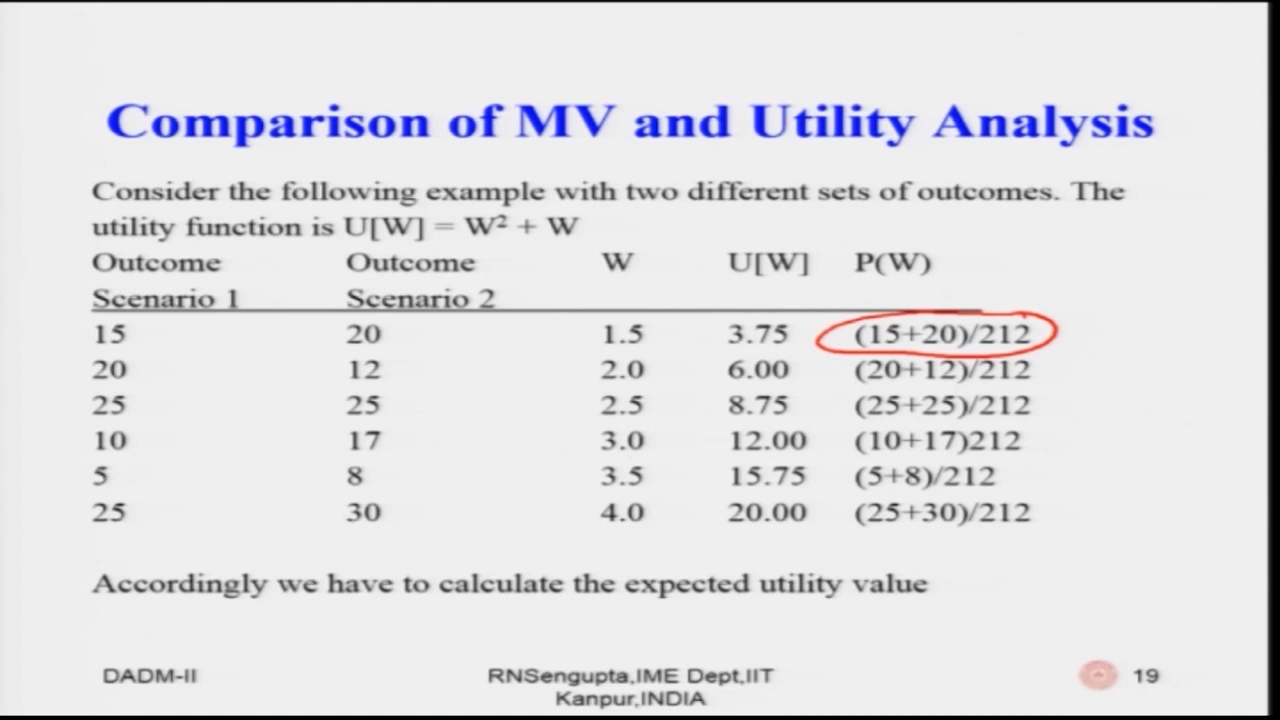 Comparison of MV and Utility Analysis
Consider the following example with two different sets of outcomes. The
utility function is U[W] = W² + W
Outcome Outcome W U[W] P(W)
Scenario 1 Scenario 2
15 20 1.5 3.75 (15+20)/212
20 12 2.0 6.00 (20+12)/212
25 25 2.5 8.75 (25+25)/212
10 17 3.0 12.00 (10+17)212
5 8 3.5 15.75 (5+8)/212
25 30 4.0 20.00 (25+30)/212
Accordingly we have to calculate the expected utility value
DADM-II RNSengupta,IME Dept,IIT 19
Kanpur,INDIA